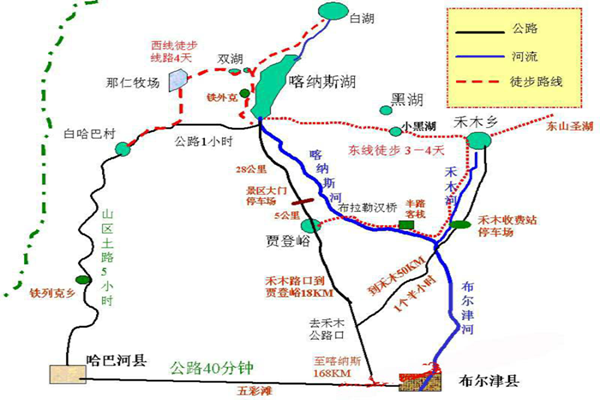 白湖
公路
河流
徒步路线
西线徒步
线路4天
双湖
喀纳斯湖
那仁牧场
铁外克
黑湖
小黑湖
禾木乡
东山圣湖
白哈巴村
公路1小时
东线徒步 3－4天
喀纳斯河
禾木河
28公里
景区大门
停车场
5公里
布拉勒汉桥
半路
客栈
贾登峪
禾木收费站
停车场
山区土路5小时
铁列克乡
禾木路口到
贾登峪18KM
到禾木50KM
1个半小时
布尔津河
去禾木
公路口
哈巴河县
公路40分钟
至喀纳斯
168KM
五彩滩
布尔津县